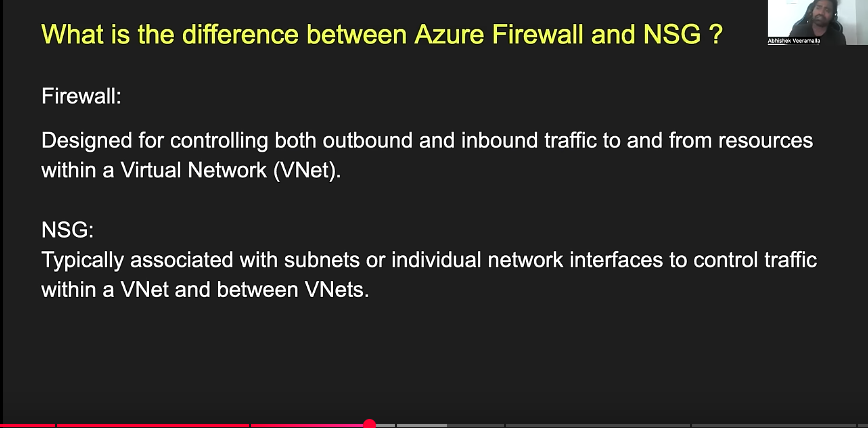 What is the difference between Azure Firewall and NSG ?
Abhishek Veeramalla
Firewall:
Designed for controlling both outbound and inbound traffic to and from resources
within a Virtual Network (VNet).
NSG:
Typically associated with subnets or individual network interfaces to control traffic
within a VNet and between VNets.